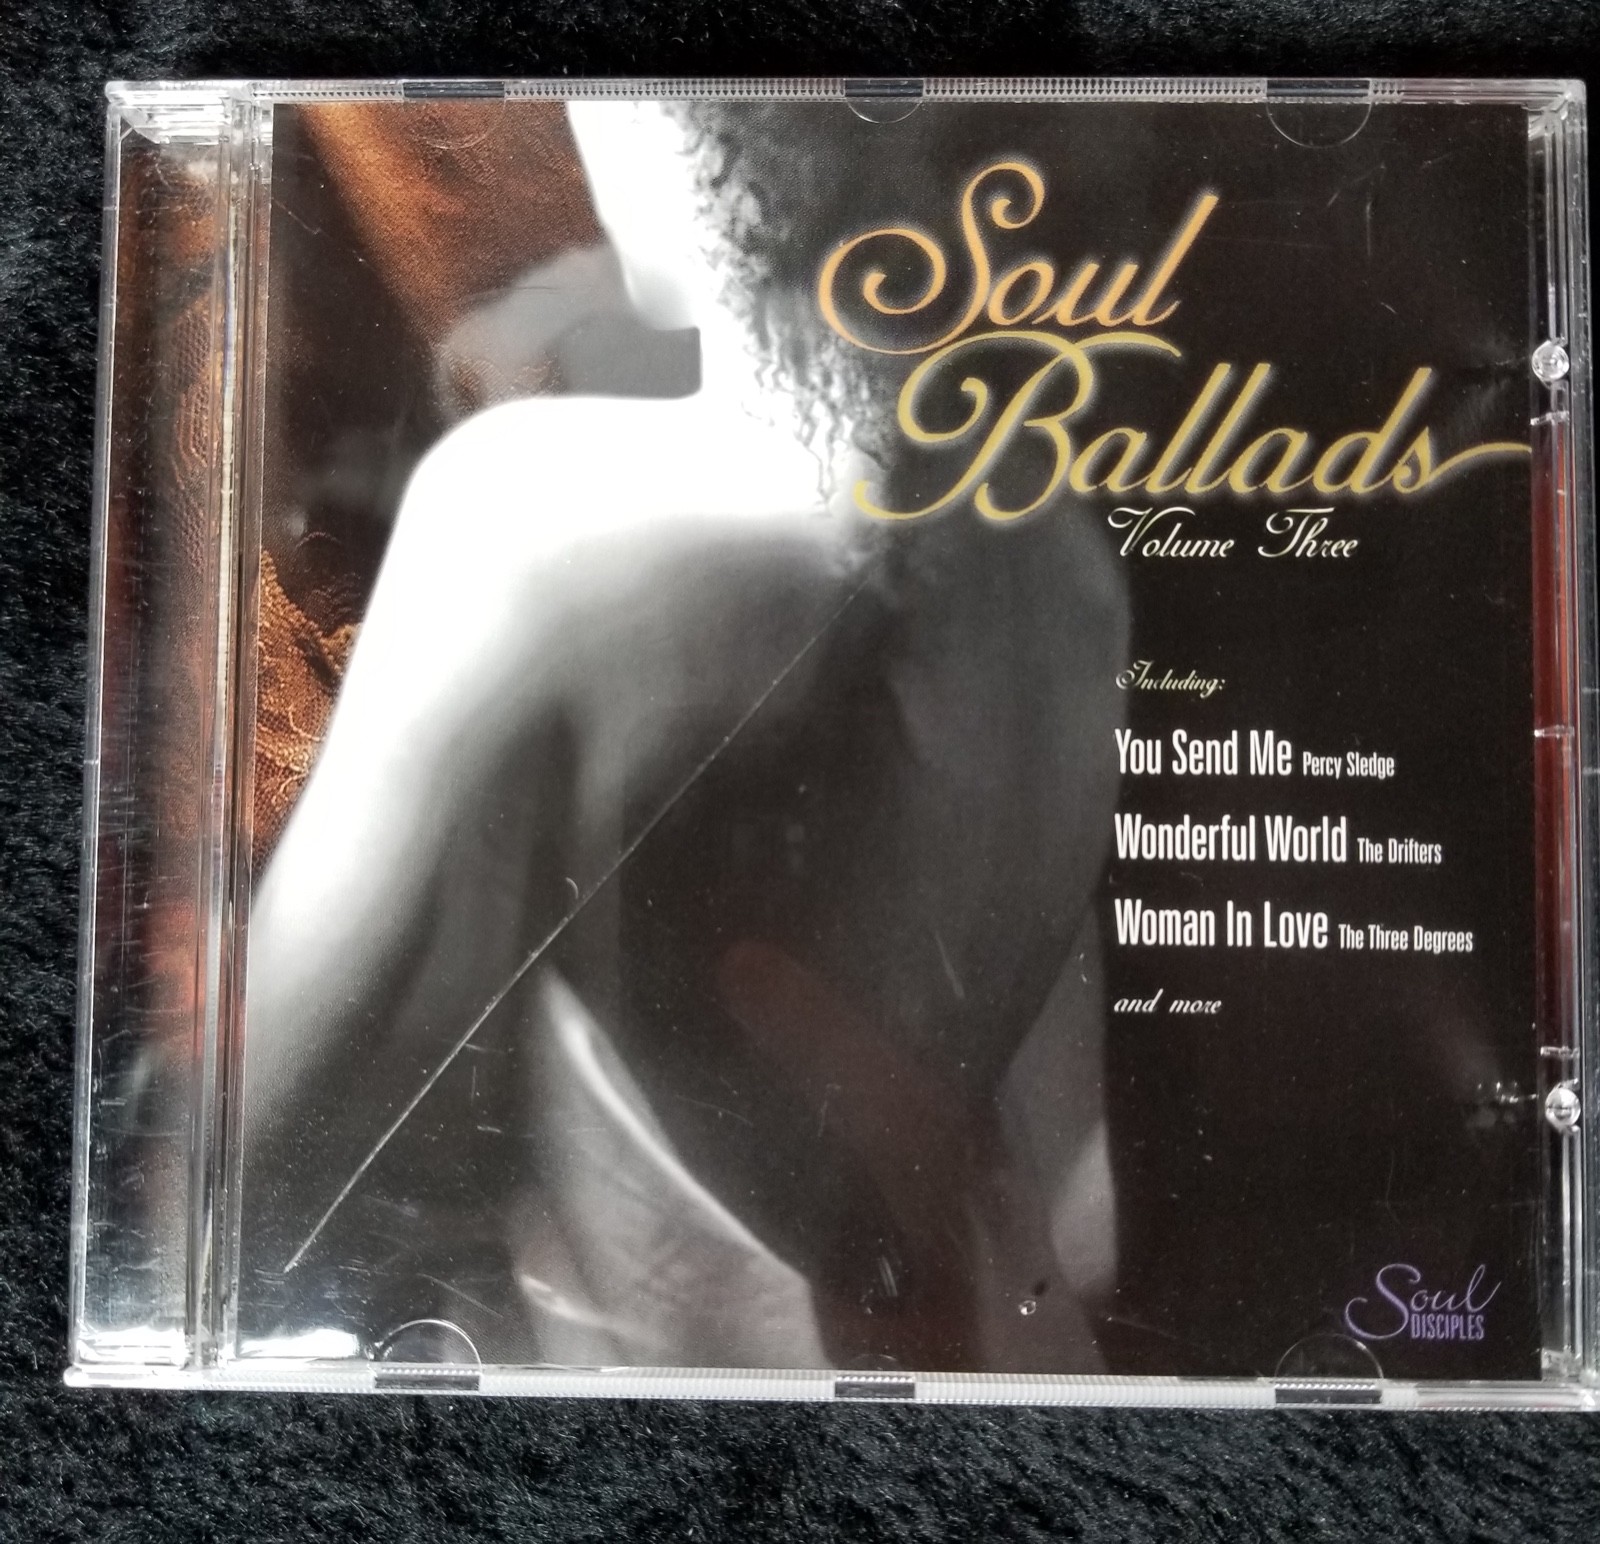 Soul
Ballads
Volume Three
Including:
You Send Me Percy Sledge
Wonderful World The Drifters
Woman In Love The Three Degrees
and more
Soul
DISCIPLES